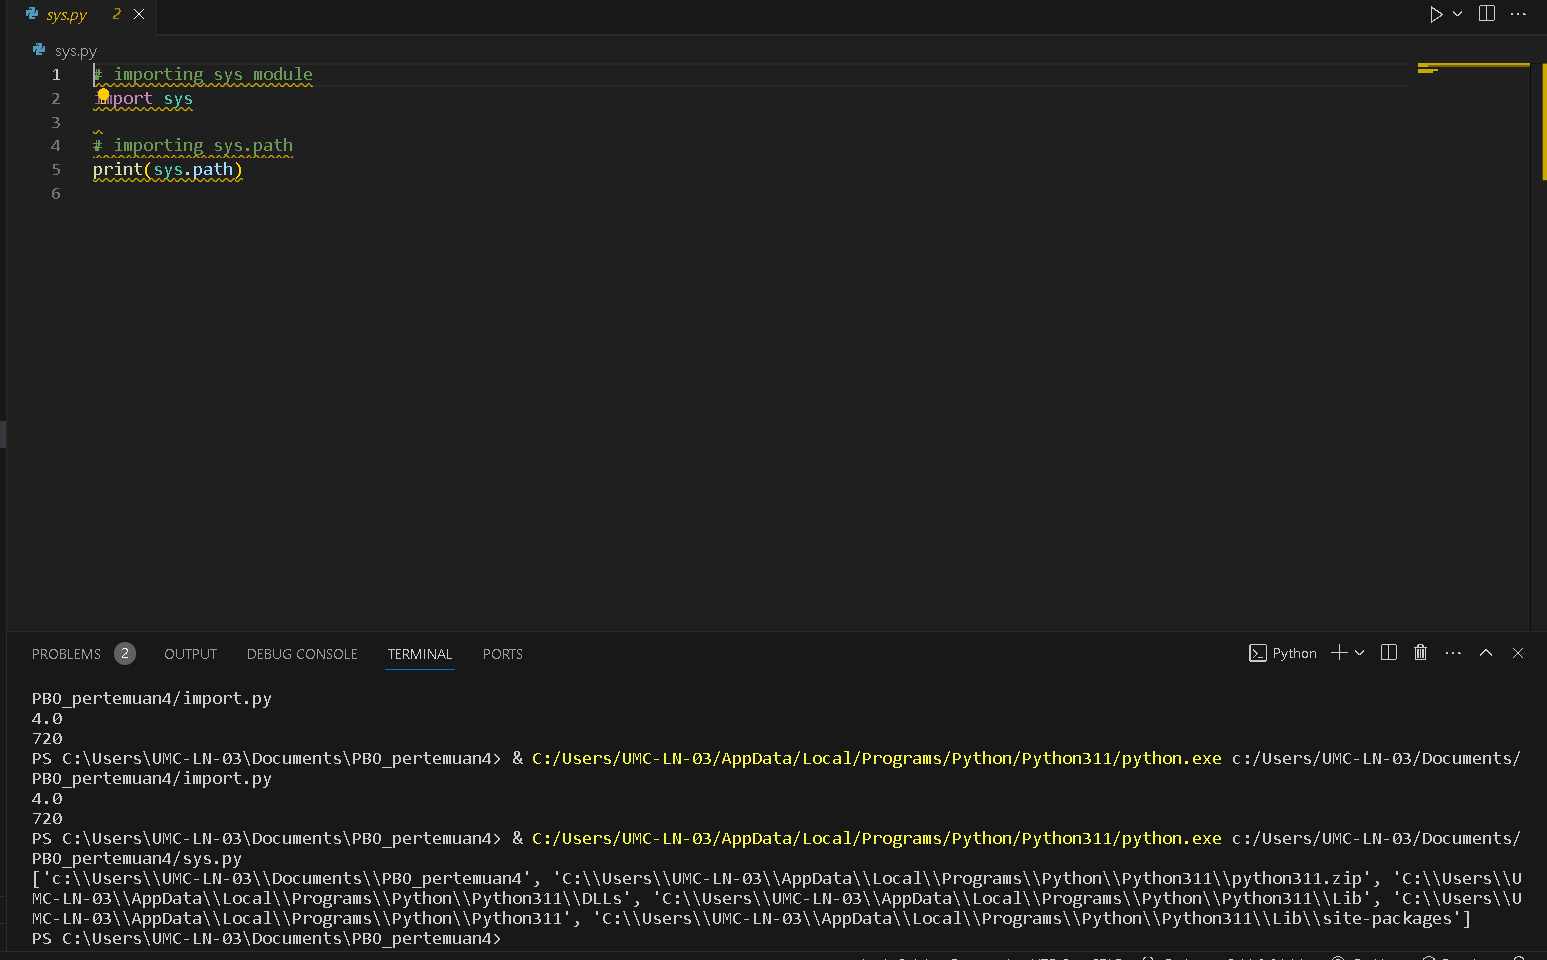 sys.py 2
sys.py
1 # importing sys module
2 import sys
3
4 # importing sys.path
5 print(sys.path)
6
PROBLEMS 2 OUTPUT DEBUG CONSOLE TERMINAL PORTS Python
PBO_pertemuan4/import.py
4.0
720
PS C:\Users\UMC-LN-03\Documents\PBO_pertemuan4> & C:/Users/UMC-LN-03/AppData/Local/Programs/Python/Python311/python.exe c:/Users/UMC-LN-03/Documents/
PBO_pertemuan4/import.py
4.0
720
PS C:\Users\UMC-LN-03\Documents\PBO_pertemuan4> & C:/Users/UMC-LN-03/AppData/Local/Programs/Python/Python311/python.exe c:/Users/UMC-LN-03/Documents/
PBO_pertemuan4/sys.py
['c:\\Users\\UMC-LN-03\\Documents\\PBO_pertemuan4', 'C:\\Users\\UMC-LN-03\\AppData\\Local\\Programs\\Python\\Python311\\python311.zip', 'C:\\Users\\U
MC-LN-03\\AppData\\Local\\Programs\\Python\\Python311\\DLLs', 'C:\\Users\\UMC-LN-03\\AppData\\Local\\Programs\\Python\\Python311\\Lib', 'C:\\Users\\U
MC-LN-03\\AppData\\Local\\Programs\\Python\\Python311', 'C:\\Users\\UMC-LN-03\\AppData\\Local\\Programs\\Python\\Python311\\Lib\\site-packages']
PS C:\Users\UMC-LN-03\Documents\PBO_pertemuan4>